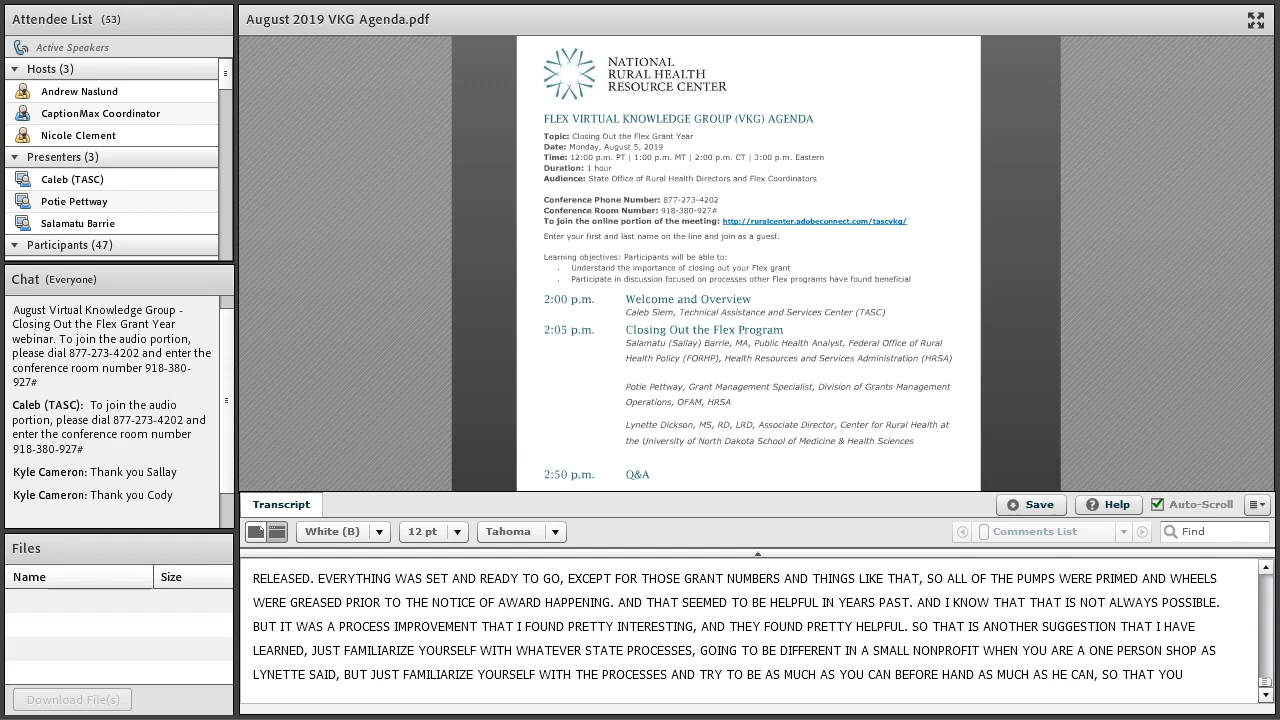 Attendee List (53)
Active Speakers
Hosts (3)
Andrew Naslund
CaptionMax Coordinator
Nicole Clement
Presenters (3)
Caleb (TASC)
Potie Pettway
Salamatu Barrie
Participants (47)
Chat (Everyone)
August Virtual Knowledge Group -
Closing Out the Flex Grant Year
webinar. To join the audio portion,
please dial 877-273-4202 and enter the
conference room number 918-380-
927#
Caleb (TASC): To join the audio
portion, please dial 877-273-4202 and
enter the conference room number
918-380-927#
Kyle Cameron: Thank you Sallay
Kyle Cameron: Thank you Cody
Files
Name Size
Download File(s)
August 2019 VKG Agenda.pdf
NATIONAL
RURAL HEALTH
RESOURCE CENTER
FLEX VIRTUAL KNOWLEDGE GROUP (VKG) AGENDA
Topic: Closing Out the Flex Grant Year
Date: Monday, August 5, 2019
Time: 12:00 p.m. PT | 1:00 p.m. MT | 2:00 p.m. CT | 3:00 p.m. Eastern
Duration: 1 hour
Audience: State Office of Rural Health Directors and Flex Coordinators
Conference Phone Number: 877-273-4202
Conference Room Number: 918-380-927#
To join the online portion of the meeting: http://ruralcenter.adobeconnect.com/tascvkg/
Enter your first and last name on the line and join as a guest.
Learning objectives: Participants will be able to:
· Understand the importance of closing out your Flex grant
· Participate in discussion focused on processes other Flex programs have found beneficial
2:00 p.m. Welcome and Overview
Caleb Siem, Technical Assistance and Services Center (TASC)
2:05 p.m. Closing Out the Flex Program
Salamatu (Sallay) Barrie, MA, Public Health Analyst, Federal Office of Rural
Health Policy (FORHP), Health Resources and Services Administration (HRSA)
Potie Pettway, Grant Management Specialist, Division of Grants Management
Operations, OFAM, HRSA
Lynette Dickson, MS, RD, LRD, Associate Director, Center for Rural Health at
the University of North Dakota School of Medicine & Health Sciences
2:50 p.m. Q&A
Transcript Save Help Auto-Scroll
White (B) 12 pt Tahoma Comments List Find
RELEASED. EVERYTHING WAS SET AND READY TO GO, EXCEPT FOR THOSE GRANT NUMBERS AND THINGS LIKE THAT, SO ALL OF THE PUMPS WERE PRIMED AND WHEELS
WERE GREASED PRIOR TO THE NOTICE OF AWARD HAPPENING. AND THAT SEEMED TO BE HELPFUL IN YEARS PAST. AND I KNOW THAT THAT IS NOT ALWAYS POSSIBLE.
BUT IT WAS A PROCESS IMPROVEMENT THAT I FOUND PRETTY INTERESTING, AND THEY FOUND PRETTY HELPFUL. SO THAT IS ANOTHER SUGGESTION THAT I HAVE
LEARNED, JUST FAMILIARIZE YOURSELF WITH WHATEVER STATE PROCESSES, GOING TO BE DIFFERENT IN A SMALL NONPROFIT WHEN YOU ARE A ONE PERSON SHOP AS
LYNETTE SAID, BUT JUST FAMILIARIZE YOURSELF WITH THE PROCESSES AND TRY TO BE AS MUCH AS YOU CAN BEFORE HAND AS MUCH AS HE CAN, SO THAT YOU